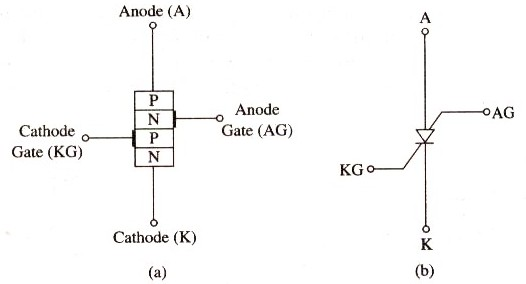 Anode (A)
P
N
P
N
Anode
Gate (AG)
Cathode
Gate (KG)
Cathode (K)
(a)
A
AG
KG
K
(b)